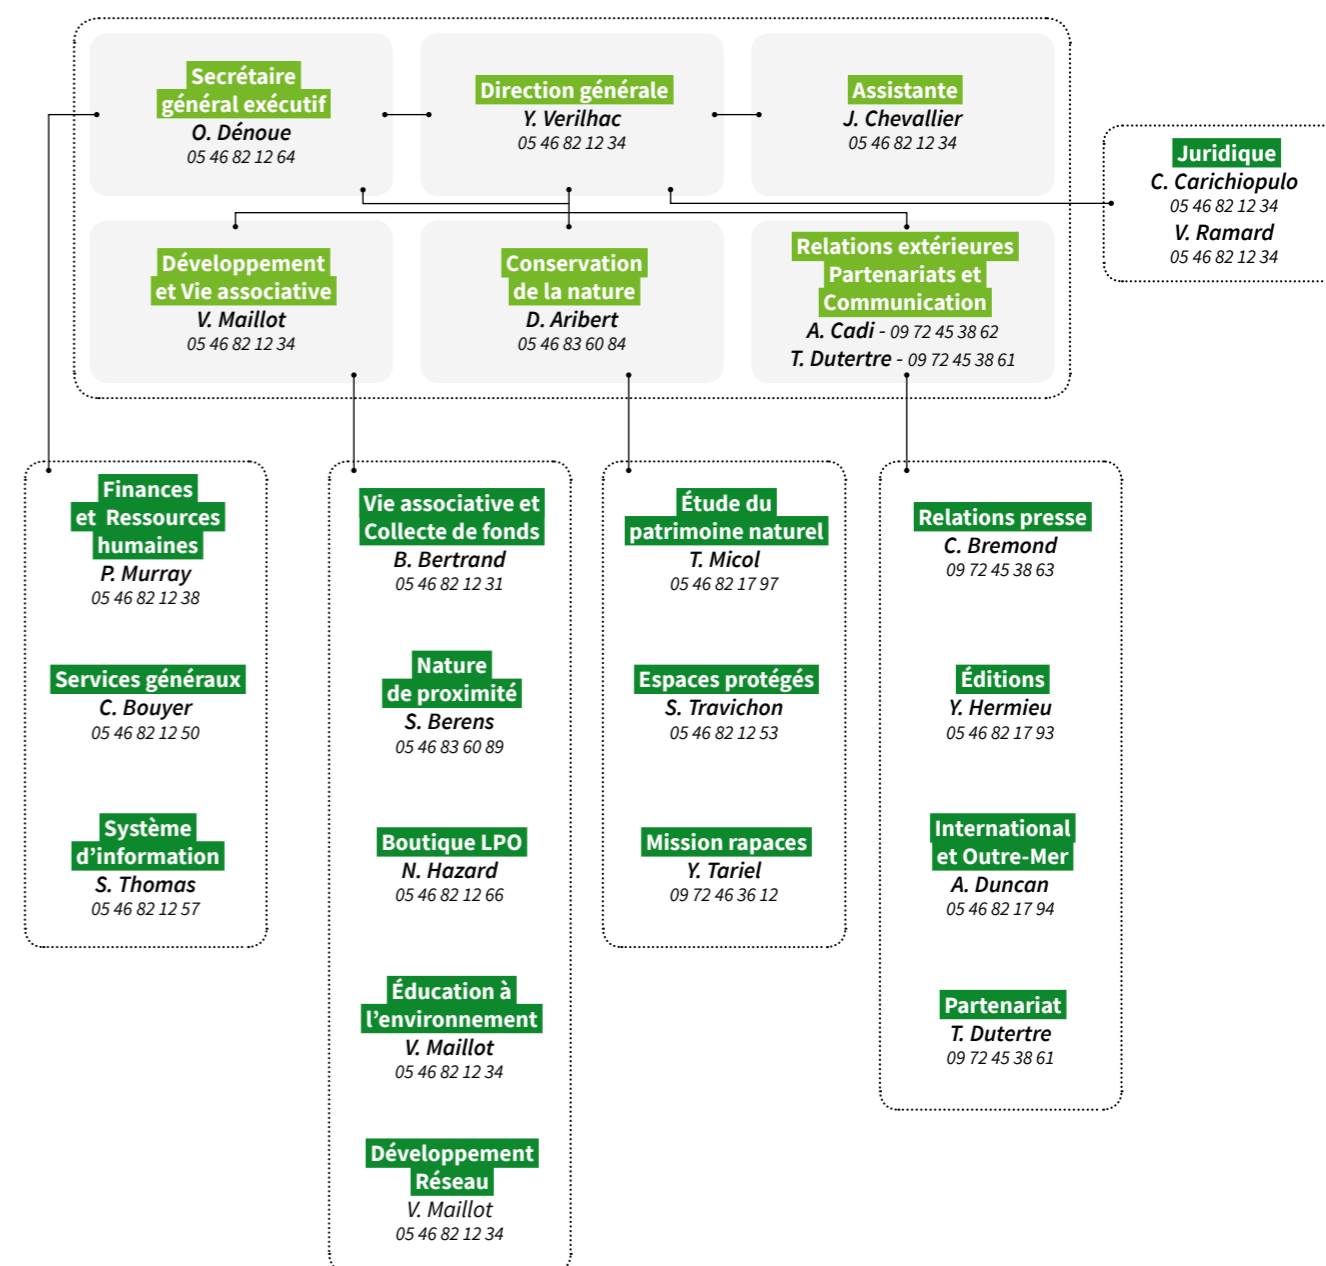 Secrétaire
général exécutif
O. Dénoue
05 46 82 12 64
Direction générale
Y. Verilhac
05 46 82 12 34
Assistante
J. Chevallier
05 46 82 12 34
Juridique
C. Carichiopulo
05 46 82 12 34
V. Ramard
05 46 82 12 34
Développement
et Vie associative
V. Maillot
05 46 82 12 34
Conservation
de la nature
D. Aribert
05 46 83 60 84
Relations extérieures
Partenariats et
Communication
A. Cadi - 09 72 45 38 62
T. Dutertre - 09 72 45 38 61
Finances
et Ressources
humaines
P. Murray
05 46 82 12 38
Services généraux
C. Bouyer
05 46 82 12 50
Système
d’information
S. Thomas
05 46 82 12 57
Vie associative et
Collecte de fonds
B. Bertrand
05 46 82 12 31
Nature
de proximité
S. Berens
05 46 83 60 89
Boutique LPO
N. Hazard
05 46 82 12 66
Éducation à
l’environnement
V. Maillot
05 46 82 12 34
Développement
Réseau
V. Maillot
05 46 82 12 34
Étude du
patrimoine naturel
T. Micol
05 46 82 17 97
Espaces protégés
S. Travichon
05 46 82 12 53
Mission rapaces
Y. Tariel
09 72 46 36 12
Relations presse
C. Bremond
09 72 45 38 63
Éditions
Y. Hermieu
05 46 82 17 93
International
et Outre-Mer
A. Duncan
05 46 82 17 94
Partenariat
T. Dutertre
09 72 45 38 61